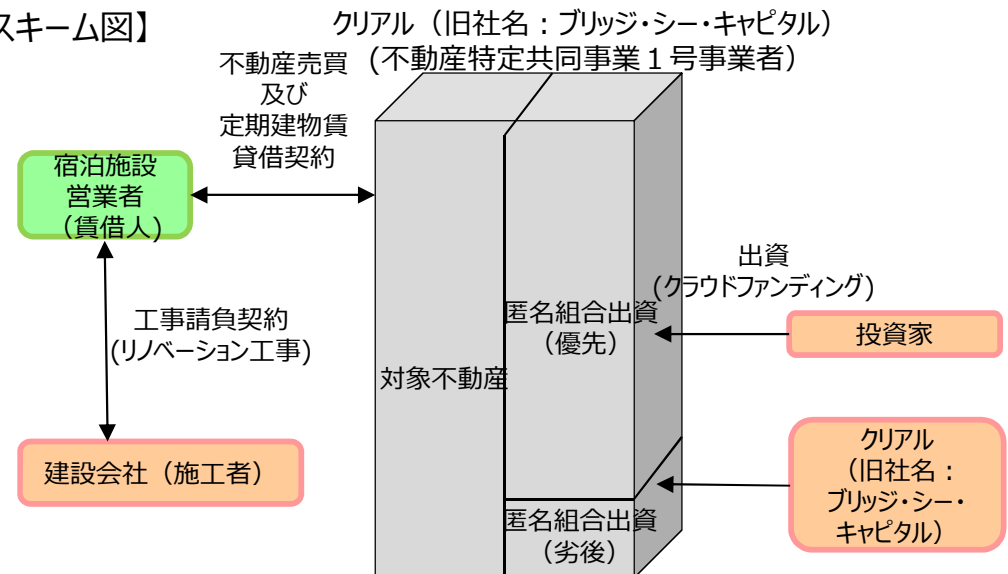 スキーム図】
クリアル（旧社名：ブリッジ・シー・キャピタル）
(不動産特定共同事業１号事業者）
不動産売買
及び
定期建物賃
貸借契約
宿泊施設
営業者
（賃借人)
出資
(クラウドファンディング)
匿名組合出資
（優先）
投資家
工事請負契約
(リノベーション工事)
対象不動産
クリアル
（旧社名：
ブリッジ・シー・
キャピタル）
建設会社（施工者）
匿名組合出資
（劣後）